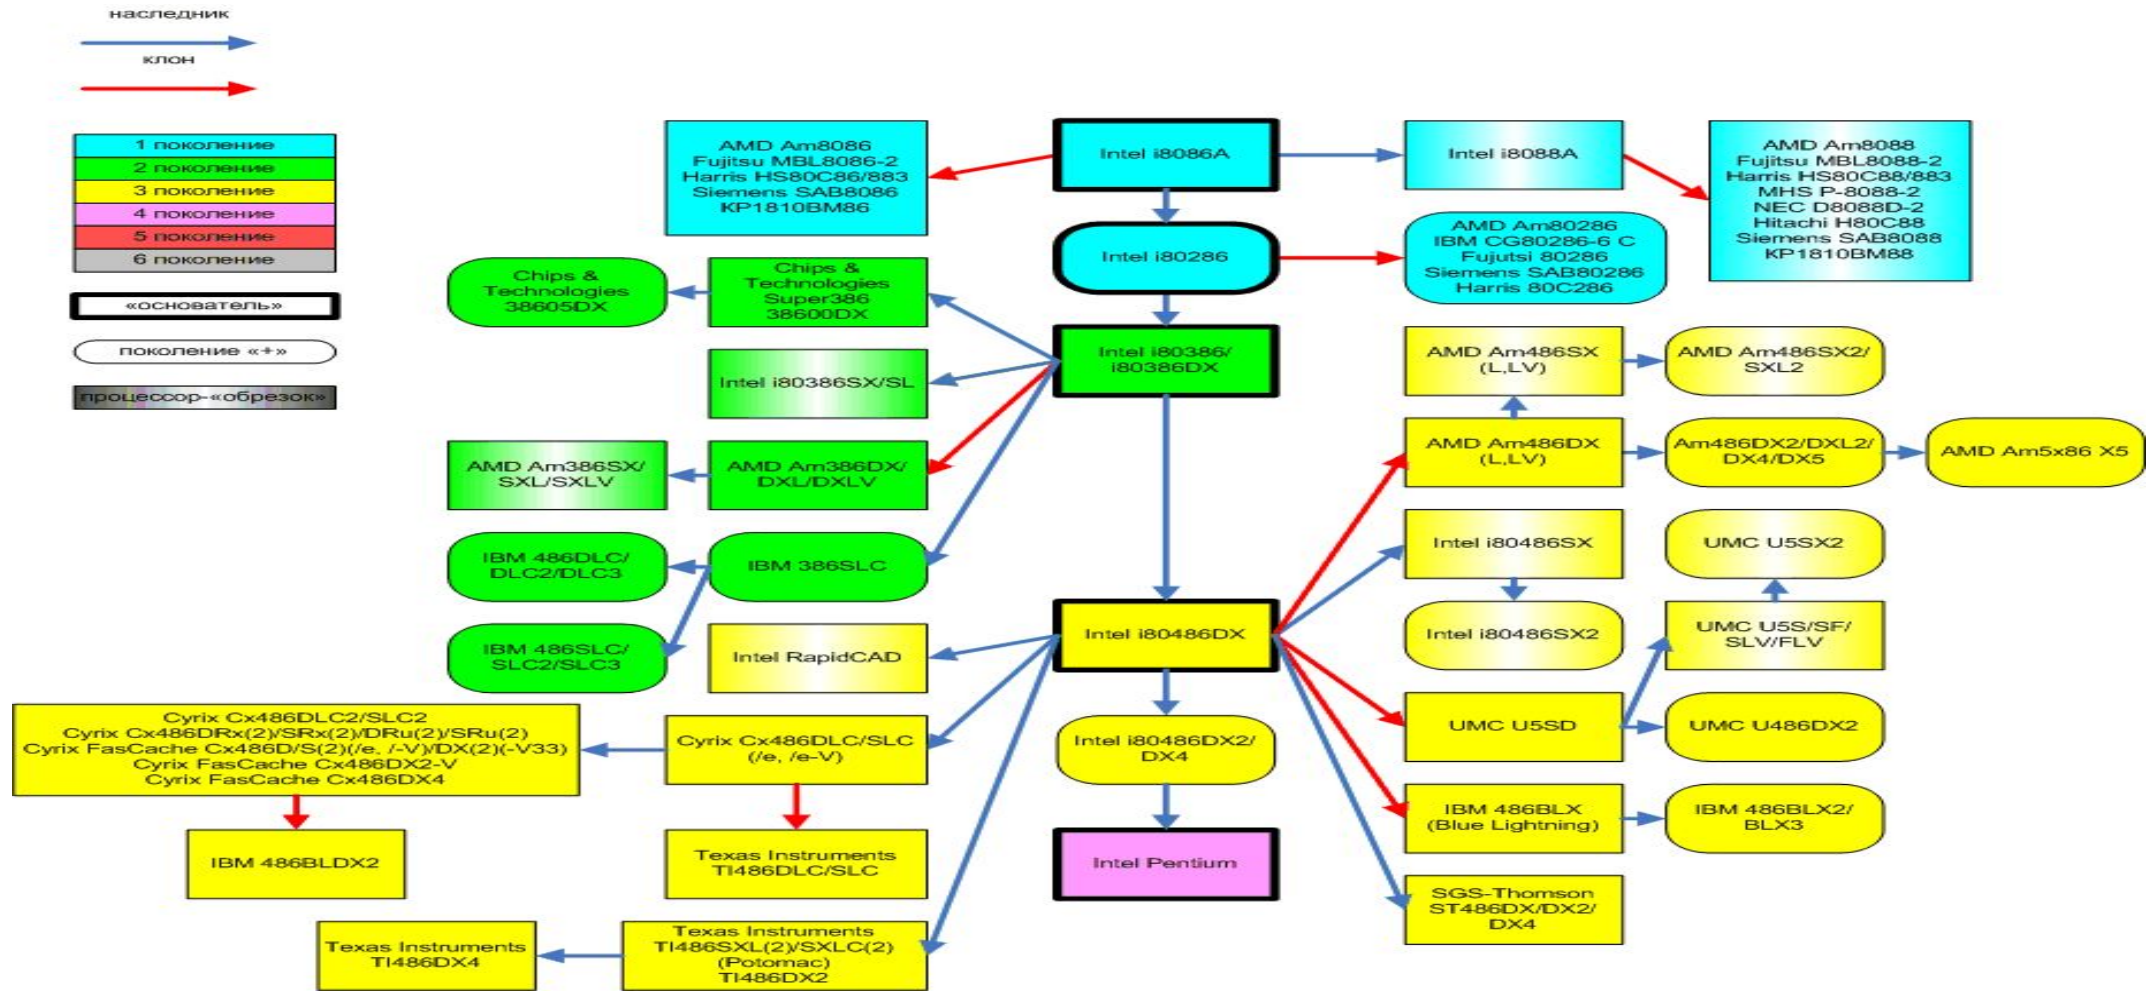 наследник
клон
1 поколение
2 поколение
3 поколение
4 поколение
5 поколение
6 поколение
«основатель»
поколение «+»
процессор-«обрезок»
AMD Am8086
Fujitsu MBL8086-2
Harris HS80C86/883
Siemens SAB8086
КР1810ВМ86
Intel i8086A
Intel i8088A
AMD Am8088
Fujitsu MBL8088-2
Harris HS80C88/883
MHS P-8088-2
NEC D8088D-2
Hitachi H80C88
Siemens SAB8088
КР1810ВМ88
Intel i80286
AMD Am80286
IBM CG80286-6 C
Fujutsi 80286
Siemens SAB80286
Harris 80C286
Chips &
Technologies
38605DX
Chips &
Technologies
Super386
38600DX
Intel i80386/
i80386DX
AMD Am486SX
(L,LV)
AMD Am486SX2/
SXL2
Intel i80386SX/SL
AMD Am386SX/
SXL/SXLV
AMD Am386DX/
DXL/DXLV
AMD Am486DX
(L,LV)
Am486DX2/DXL2/
DX4/DX5
AMD Am5x86 X5
IBM 486DLC/
DLC2/DLC3
IBM 386SLC
Intel i80486SX
UMC U5SX2
IBM 486SLC/
SLC2/SLC3
Intel RapidCAD
Intel i80486DX
Intel i80486SX2
UMC U5S/SF/
SLV/FLV
Cyrix Cx486DLC2/SLC2
Cyrix Cx486DRx(2)/SRx(2)/DRu(2)/SRu(2)
Cyrix FasCache Cx486D/S(2)(/e, /-V)/DX(2)(-V33)
Cyrix FasCache Cx486DX2-V
Cyrix FasCache Cx486DX4
Cyrix Cx486DLC/SLC
(/e, /e-V)
Intel i80486DX2/
DX4
UMC U5SD
UMC U486DX2
IBM 486BLDX2
Texas Instruments
TI486DLC/SLC
Intel Pentium
IBM 486BLX
(Blue Lightning)
IBM 486BLX2/
BLX3
Texas Instruments
TI486DX4
Texas Instruments
TI486SXL(2)/SXLC(2)
(Potomac)
TI486DX2
SGS-Thomson
ST486DX/DX2/
DX4